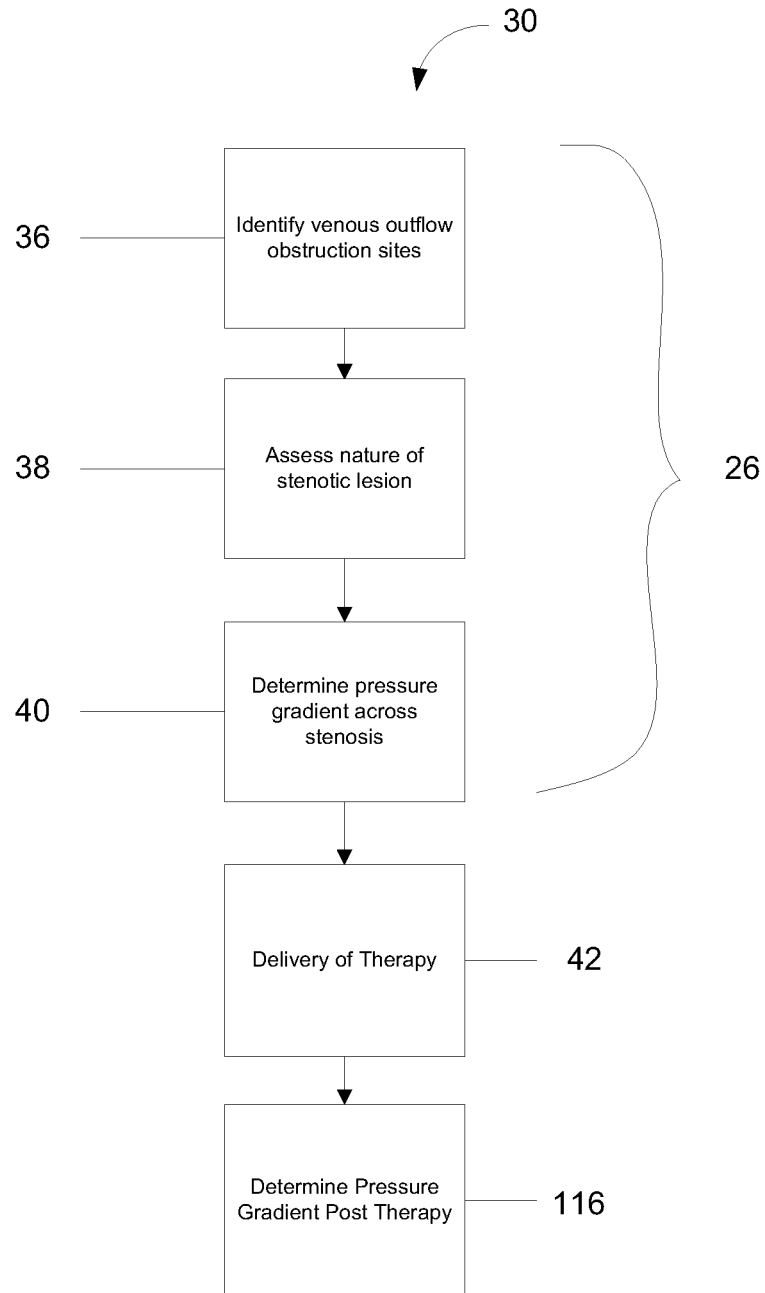 30
36
Identify venous outflow
obstruction sites
38
Assess nature of
stenotic lesion
26
40
Determine pressure
gradient across
stenosis
Delivery of Therapy
42
Determine Pressure
Gradient Post Therapy
116